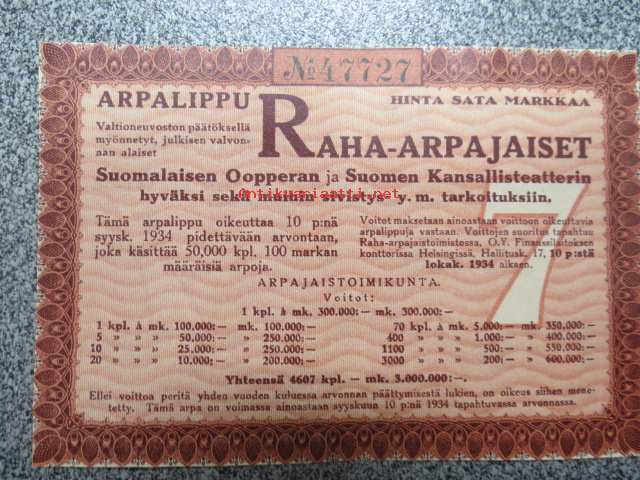 № 47727
ARPALIPPU
HINTA SATA MARKKAA
Valtioneuvoston päätöksellä
myönnetyt, julkisen valvon-
nan alaiset
RAHA-ARPAJAISET
Suomalaisen Oopperan ja Suomen Kansallisteatterin
hyväksi sekä muihin sivistys- y. m. tarkoituksiin.
antikvariaatti.net
7
Tämä arpalippu oikeuttaa 10 p:nä
syysk. 1934 pidettävään arvontaan,
joka käsittää 50,000 kpl. 100 markan
määräisiä arpoja.
Voitot maksetaan ainoastaan voittoon oikeuttavia
arpalippuja vastaan. Voittojen suoritus tapahtuu
Raha-arpajaistoimistossa, O.Y. Finanssilaitoksen
konttorissa Helsingissä, Hallitusk. 17, 10 p:stä
lokak. 1934 alkaen.
ARPAJAISTOIMIKUNTA.
Voitot:
1 kpl. à mk. 300.000:— mk. 300.000:—
1 kpl. à mk. 100.000:— mk. 100.000:—
5 » » » 50,000:— » 250.000:—
10 » » » 25.000:— » 250.000:—
20 » » » 10.000:— » 200.000:—
70 kpl. à mk. 5.000:— mk. 350.000:—
400 » » » 1.000:— » 400.000:—
1100 » » » 500:— » 550.000:—
3000 » » » 200:— » 600.000:—
Yhteensä 4607 kpl. — mk. 3.000.000:—.
Ellei voittoa peritä yhden vuoden kuluessa arvonnan päättymisestä lukien, on oikeus siihen mene-
tetty. Tämä arpa on voimassa ainoastaan syyskuun 10 p:nä 1934 tapahtuvassa arvonnassa.